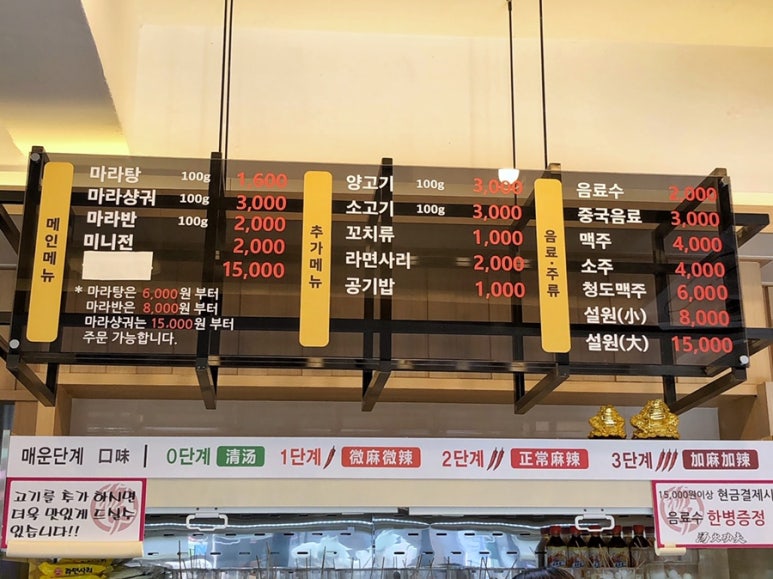 메인메뉴
마라탕 100g 1,600
마라샹궈 100g 3,000
마라반 100g 2,000
미니전 2,000
15,000
* 마라탕은 6,000원 부터
마라반은 8,000원 부터
마라샹궈는 15,000원 부터
주문 가능합니다.
추가메뉴
양고기 100g 3,000
소고기 100g 3,000
꼬치류 1,000
라면사리 2,000
공기밥 1,000
음료·주류
음료수 2,000
중국음료 3,000
맥주 4,000
소주 4,000
청도맥주 6,000
설원(小) 8,000
설원(大) 15,000
매운단계 口味 0단계 清汤 1단계 微麻微辣 2단계 正常麻辣 3단계 加麻加辣
고기를 추가 하시면
더욱 맛있게 드실수
있습니다!!
15,000원이상 현금결제시
음료수 한병증정